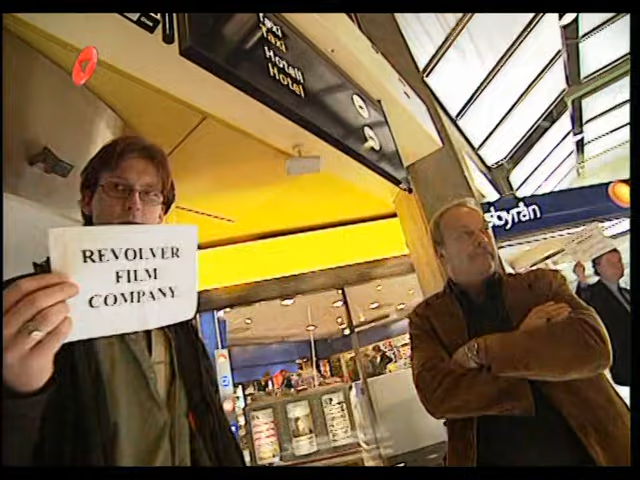 Taxi
Taxi
Hotell
Hotel
sbyrån
REVOLVER
FILM
COMPANY